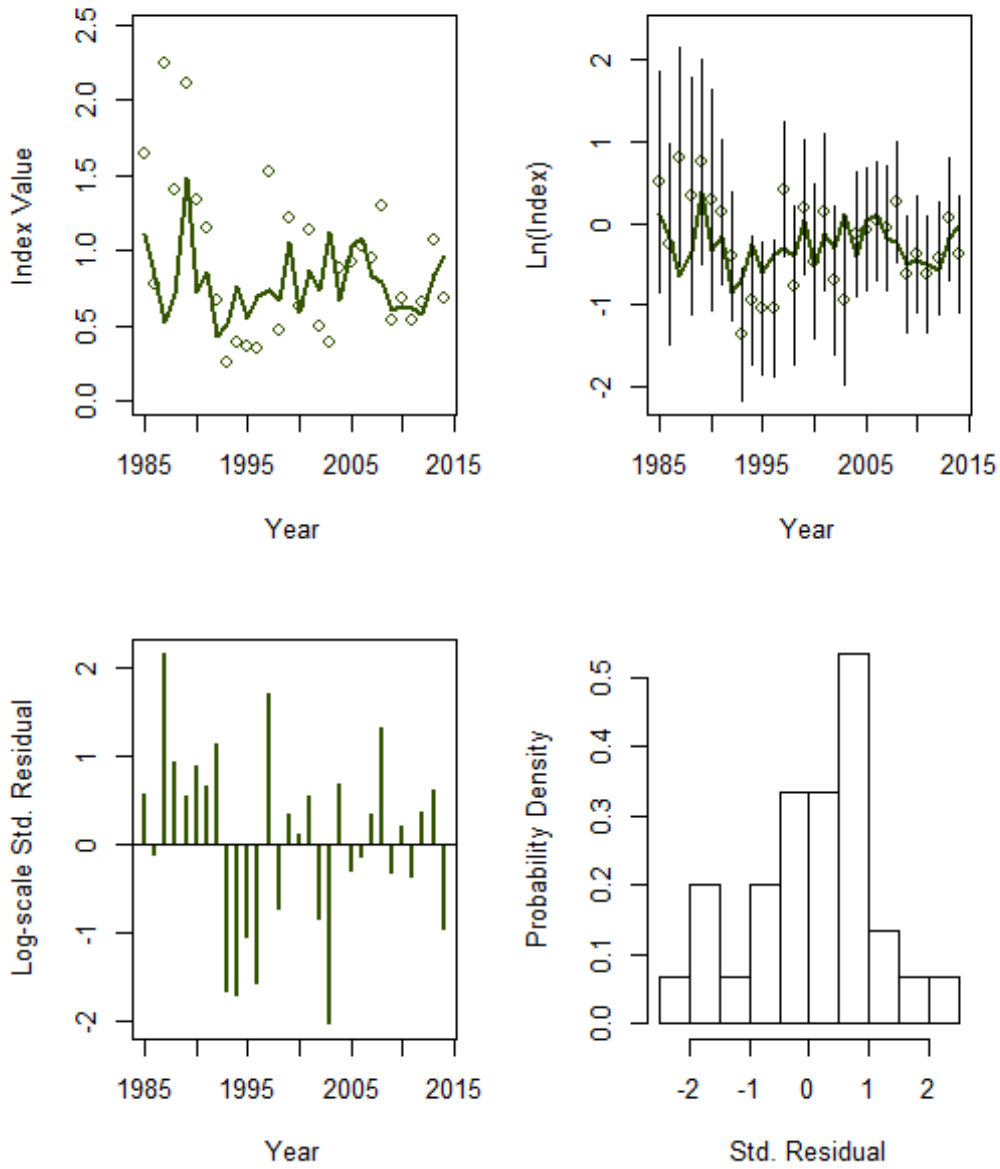 Index Value
2.5
2.0
1.5
1.0
0.5
0.0
1985 1995 2005 2015
Year
Ln(Index)
2
1
0
-1
-2
1985 1995 2005 2015
Year
Log-scale Std. Residual
2
1
0
-1
-2
1985 1995 2005 2015
Year
Probability Density
0.5
0.4
0.3
0.2
0.1
0.0
-2 -1 0 1 2
Std. Residual